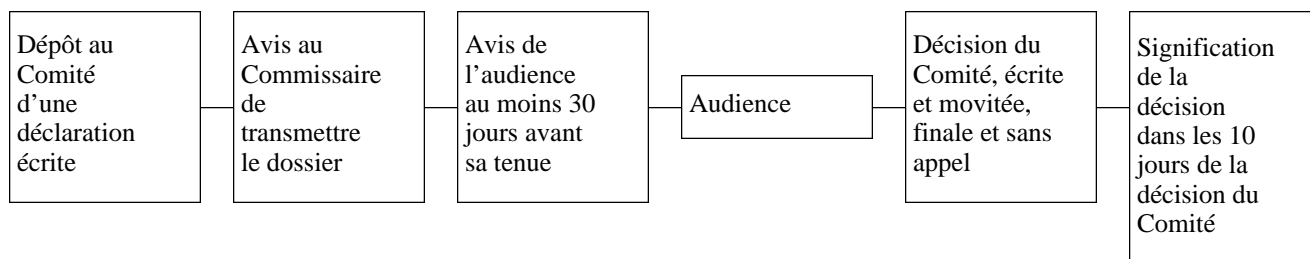 Dépôt au
Comité
d’une
déclaration
écrite
Avis au
Commissaire
de
transmettre
le dossier
Avis de
l’audience
au moins 30
jours avant
sa tenue
Audience
Décision du
Comité, écrite
et movitée,
finale et sans
appel
Signification
de la
décision
dans les 10
jours de la
décision du
Comité